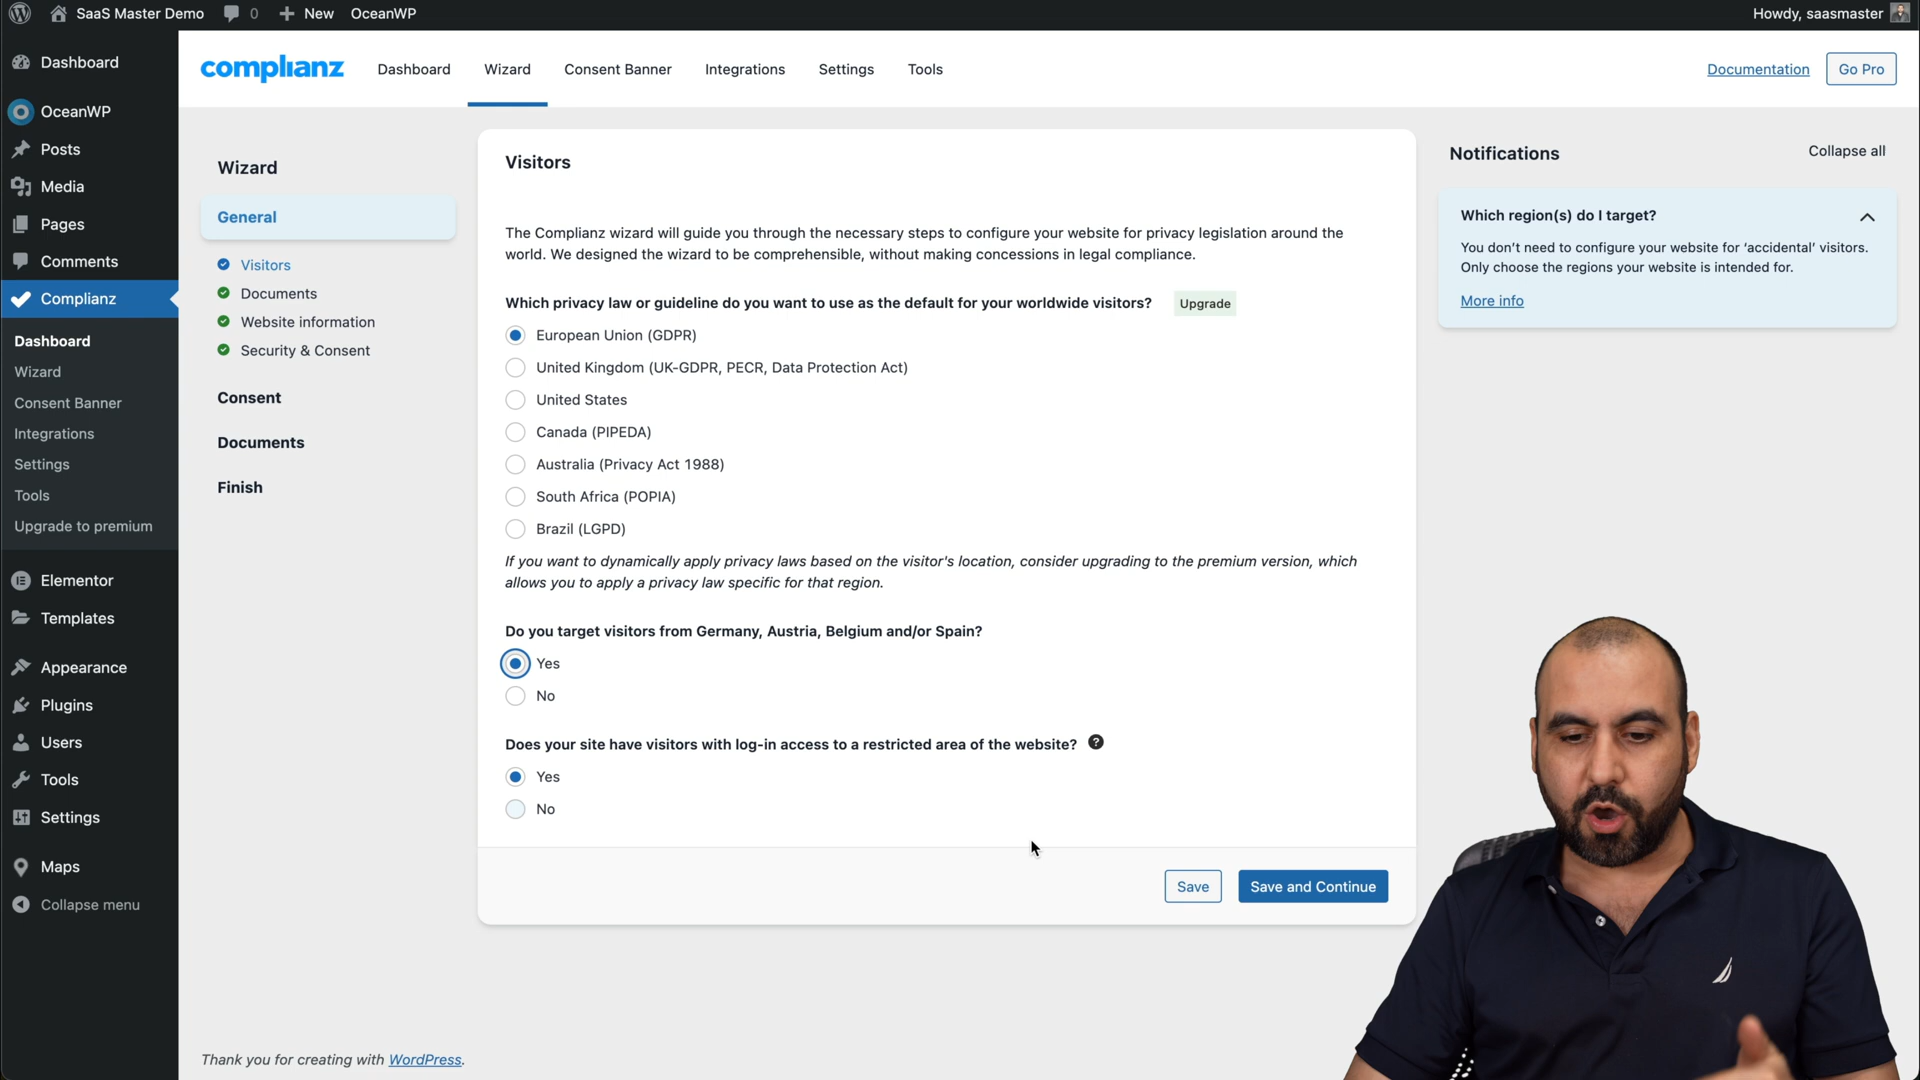 SaaS Master Demo 0 New OceanWP Howdy, saasmaster
Dashboard
OceanWP
Posts
Media
Pages
Comments
Complianz
Dashboard
Wizard
Consent Banner
Integrations
Settings
Tools
Upgrade to premium
Elementor
Templates
Appearance
Plugins
Users
Tools
Settings
Maps
Collapse menu
complianz Dashboard Wizard Consent Banner Integrations Settings Tools Documentation Go Pro
Wizard
General
Visitors
Documents
Website information
Security & Consent
Consent
Documents
Finish
Visitors
The Complianz wizard will guide you through the necessary steps to configure your website for privacy legislation around the
world. We designed the wizard to be comprehensible, without making concessions in legal compliance.
Which privacy law or guideline do you want to use as the default for your worldwide visitors? Upgrade
European Union (GDPR)
United Kingdom (UK-GDPR, PECR, Data Protection Act)
United States
Canada (PIPEDA)
Australia (Privacy Act 1988)
South Africa (POPIA)
Brazil (LGPD)
If you want to dynamically apply privacy laws based on the visitor's location, consider upgrading to the premium version, which
allows you to apply a privacy law specific for that region.
Do you target visitors from Germany, Austria, Belgium and/or Spain?
Yes
No
Does your site have visitors with log-in access to a restricted area of the website? ?
Yes
No
Save Save and Continue
Notifications Collapse all
Which region(s) do I target?
You don't need to configure your website for 'accidental' visitors.
Only choose the regions your website is intended for.
More info
Thank you for creating with WordPress.